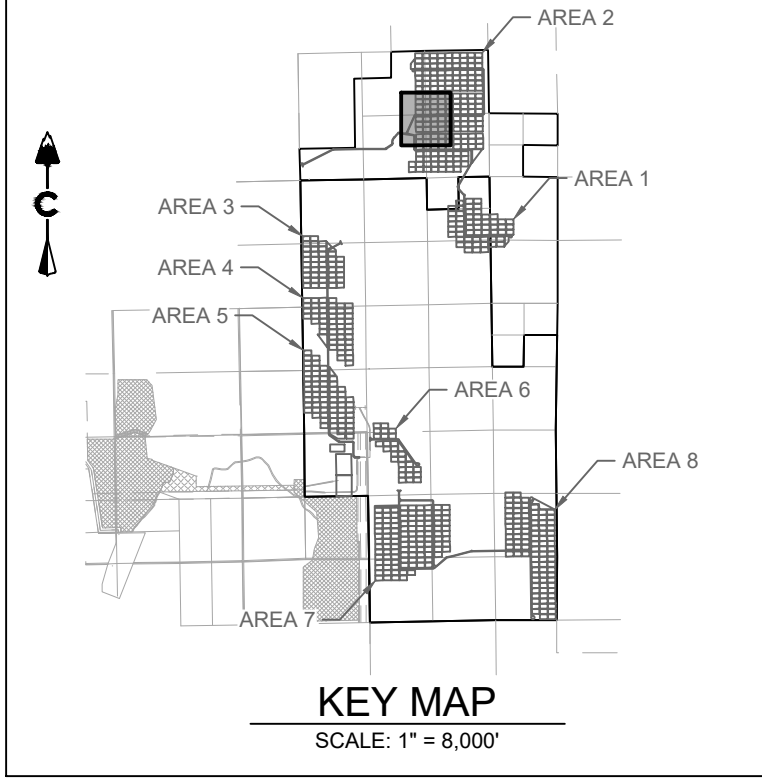 AREA 2
AREA 1
AREA 3
AREA 4
AREA 5
AREA 6
AREA 8
AREA 7
KEY MAP
SCALE: 1" = 8,000'